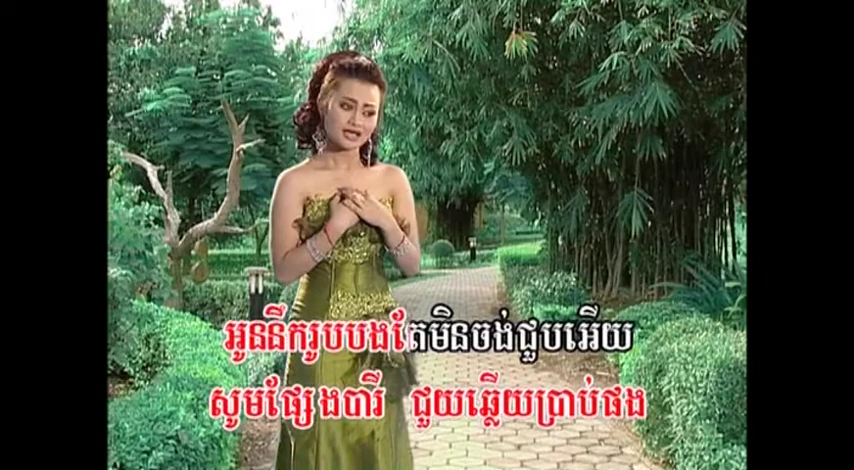 អូននឹករូបបងតែមិនចង់ជួបអើយ
សូមផ្សែងបារី ជួយឆ្លើយប្រាប់ផង